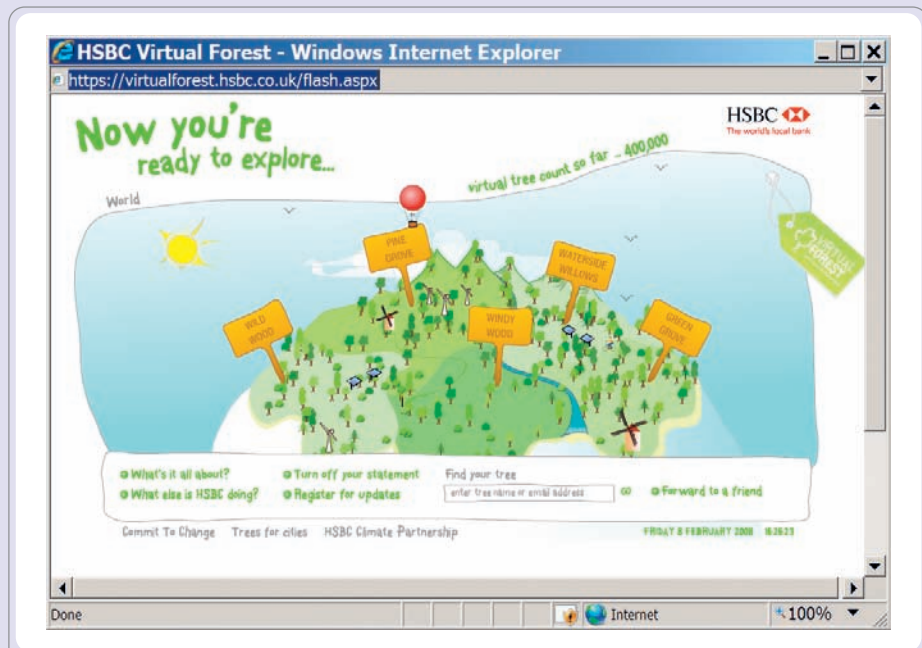 HSBC Virtual Forest - Windows Internet Explorer
https://virtualforest.hsbc.co.uk/flash.aspx
Now you're
ready to explore...
HSBC
The world's local bank
virtual tree count so far ... 400,000
World
PINE
GROVE
WATERSIDE
WILLOWS
VIRTUAL
FOREST
WILD
WOOD
WINDY
WOOD
GREEN
GROVE
What's it all about?
Turn off your statement
Find your tree
What else is HSBC doing?
Register for updates
enter tree name or email address
GO
Forward to a friend
Commit To Change
Trees for cities
HSBC Climate Partnership
FRIDAY 8 FEBRUARY 2008
16:26:23
Done
Internet
100%